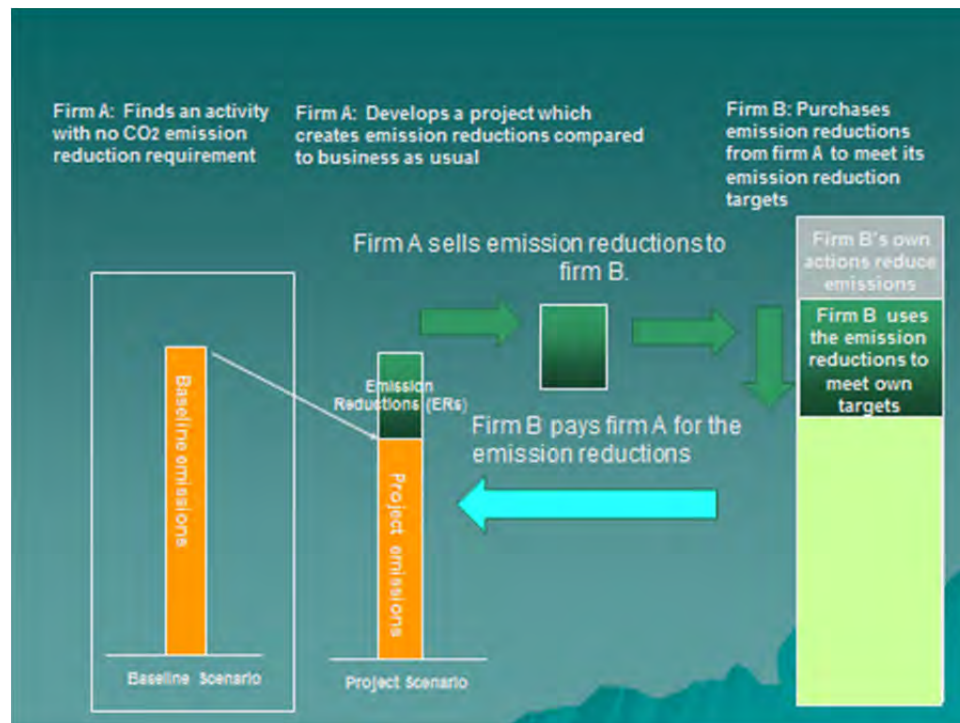 Firm A: Finds an activity
with no CO2 emission
reduction requirement
Firm A: Develops a project which
creates emission reductions compared
to business as usual
Firm B: Purchases
emission reductions
from firm A to meet its
emission reduction
targets
Firm A sells emission reductions to
firm B.
Firm B's own
actions reduce
emissions
Firm B uses
the emission
reductions to
meet own
targets
Emission
Reductions (ERs)
Firm B pays firm A for the
emission reductions
Baseline emissions
Project emissions
Baseline Scenario
Project Scenario